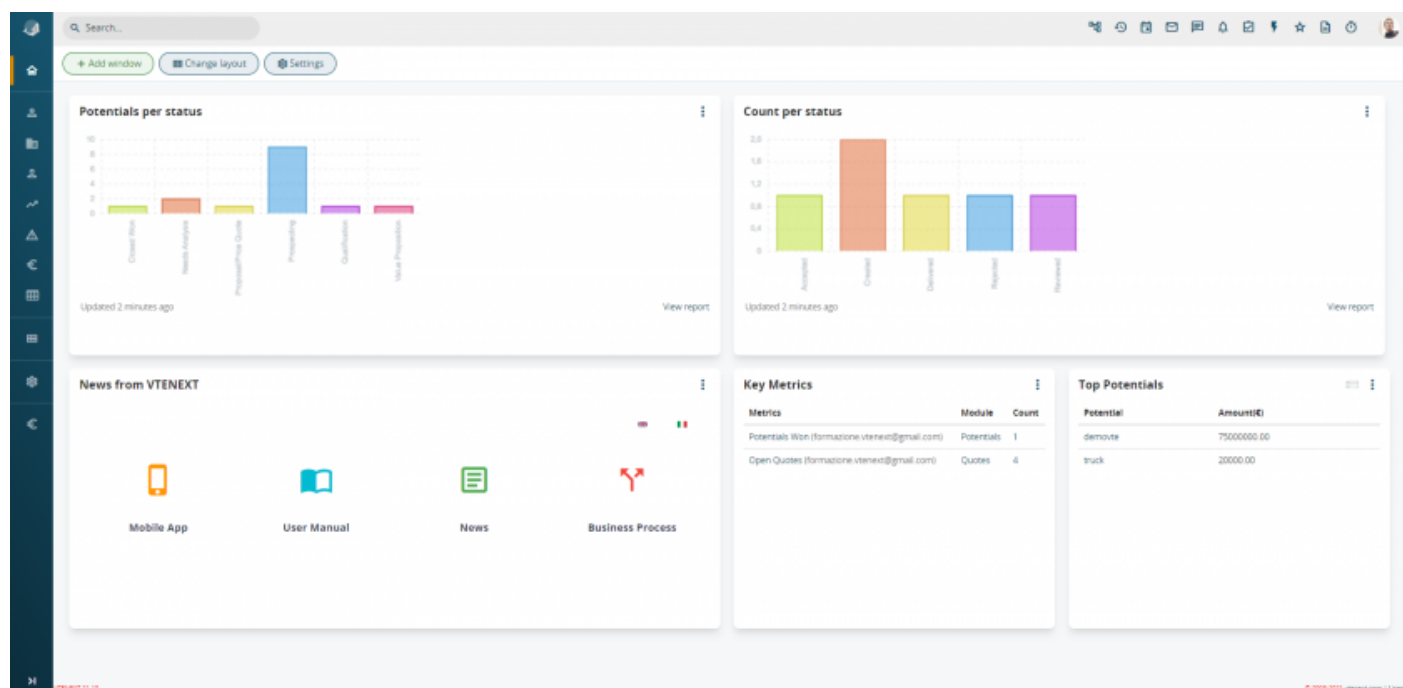 Search...
+ Add window
Change layout
Settings
Potentials per status
10
8
6
4
2
0
Closed Won
Needs Analysis
Proposal/Price Quote
Prospecting
Qualification
Value Proposition
Updated 2 minutes ago
View report
Count per status
2,0
1,6
1,2
0,8
0,4
0
Accepted
Created
Delivered
Rejected
Reviewed
Updated 2 minutes ago
View report
News from VTENEXT
Mobile App
User Manual
News
Business Process
Key Metrics
Metrics Module Count
Potentials Won (formazione.vtenext@gmail.com) Potentials 1
Open Quotes (formazione.vtenext@gmail.com) Quotes 4
Top Potentials
Potential Amount(€)
demovte 75000000.00
truck 20000.00